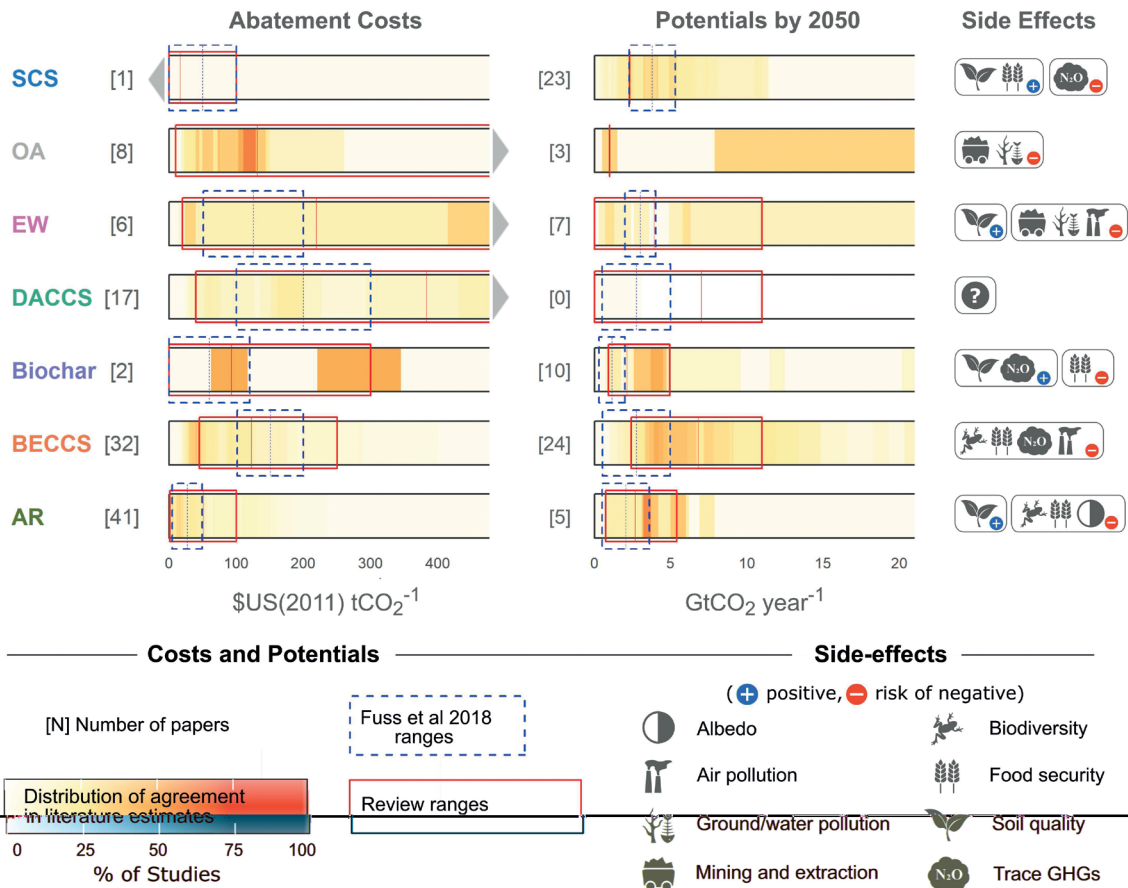 Abatement Costs Potentials by 2050 Side Effects
SCS [1] [23] N₂O
OA [8] [3]
EW [6] [7]
DACCS [17] [0] ?
Biochar [2] [10] N₂O
BECCS [32] [24] N₂O
AR [41] [5]
0 100 200 300 400 0 5 10 15 20
$US(2011) tCO₂⁻¹ GtCO₂ year⁻¹
Costs and Potentials Side-effects
(+ positive, − risk of negative)
[N] Number of papers
Fuss et al 2018
ranges
Albedo Biodiversity
Air pollution Food security
Distribution of agreement
in literature estimates
Review ranges
Ground/water pollution Soil quality
0 25 50 75 100
% of Studies
Mining and extraction N₂O Trace GHGs